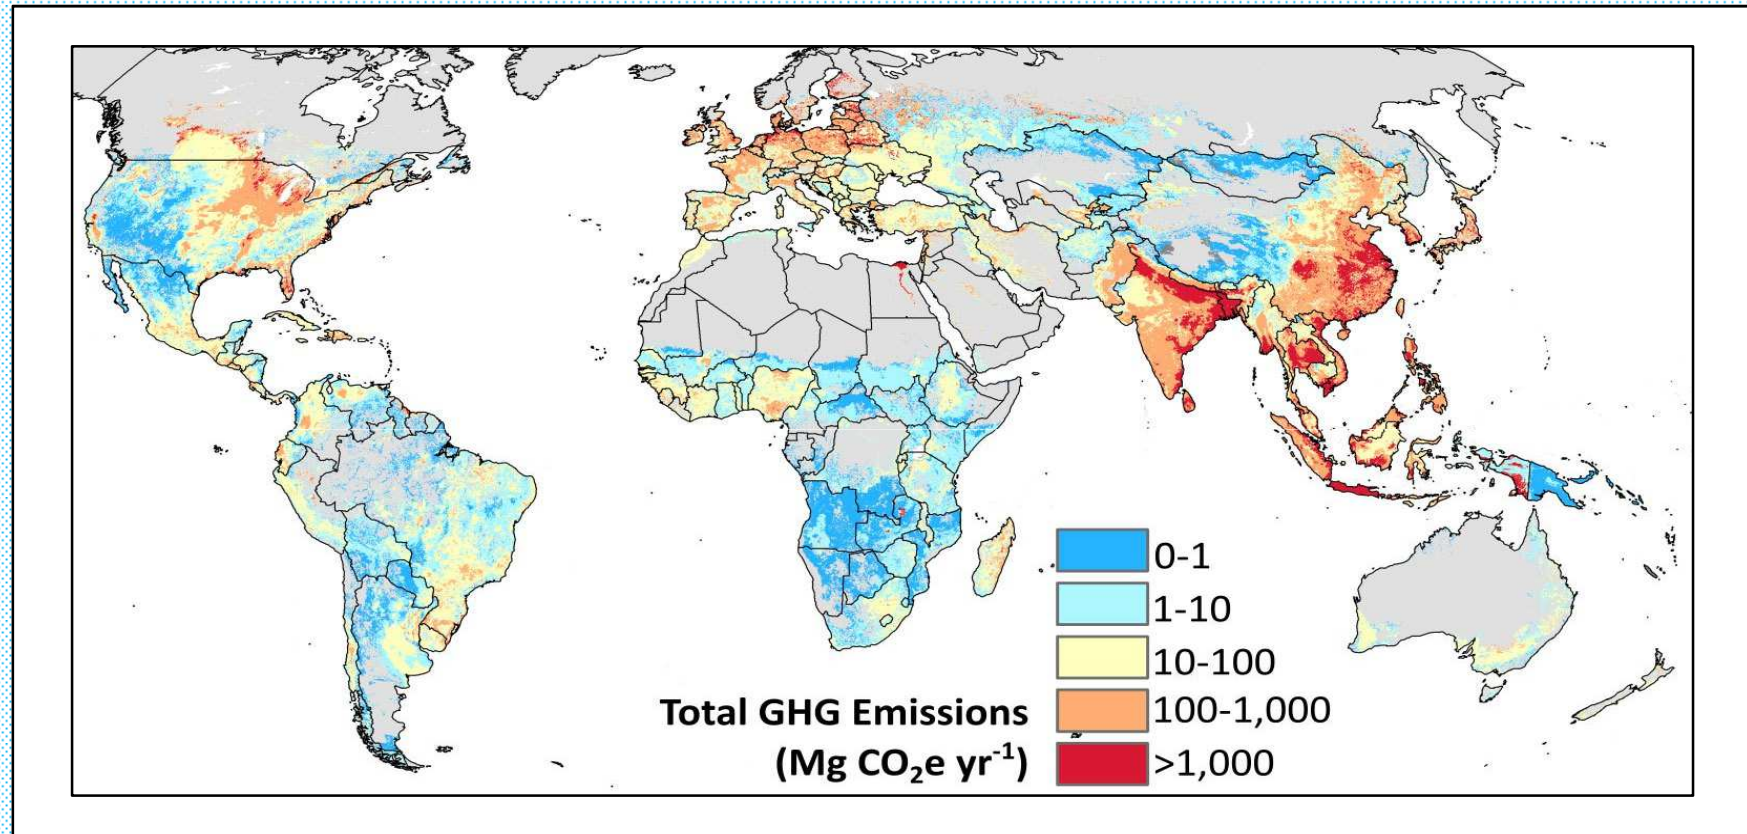 0-1
1-10
10-100
Total GHG Emissions 100-1,000
(Mg CO₂e yr⁻¹) >1,000